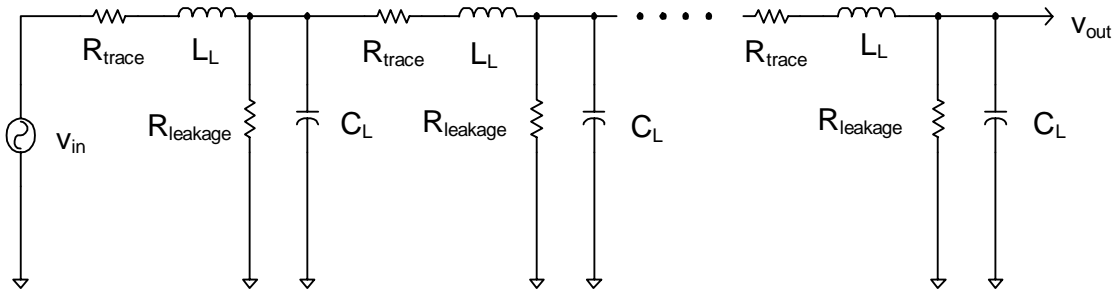 R_trace
L_L
R_trace
L_L
R_trace
L_L
v_out
R_leakage
C_L
R_leakage
C_L
R_leakage
C_L
v_in